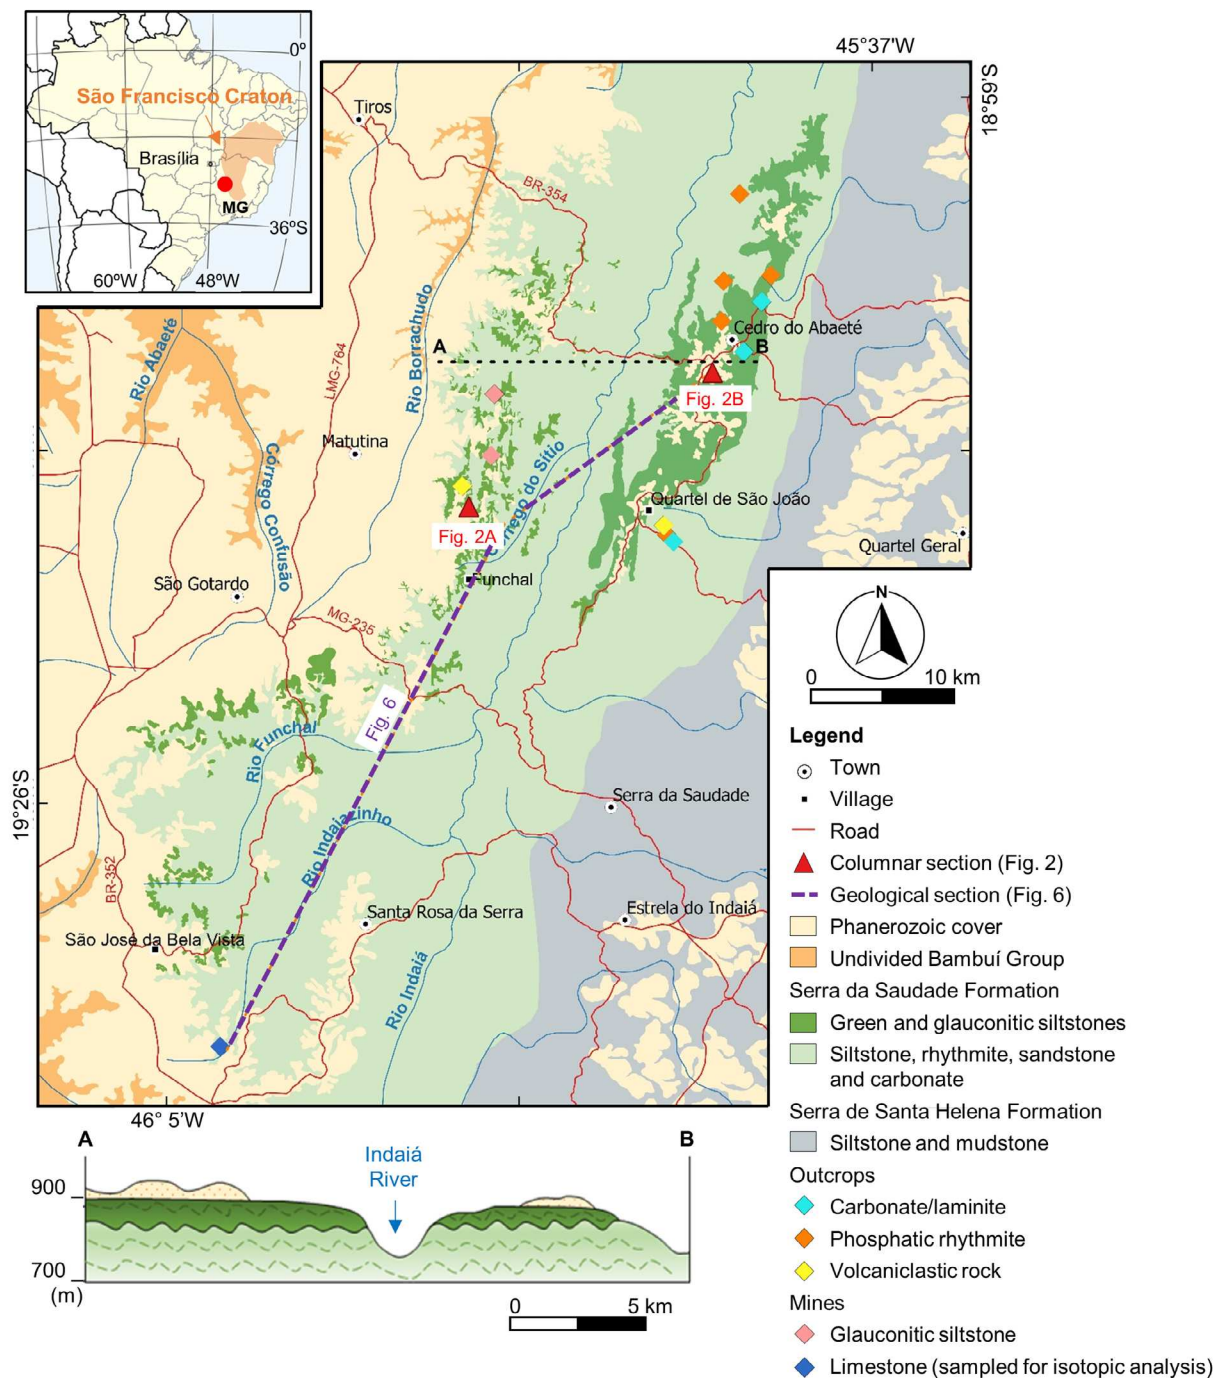 45°37'W
18°59'S
0º
São Francisco Craton
Brasília
MG
36ºS
60ºW
48ºW
Tiros
BR-354
Rio Abaeté
Rio Borrachudo
LMG-764
Cedro do Abaeté
A
B
Fig. 2B
Matutina
Córrego Confusão
Córrego do Sítio
Quartel de São João
Fig. 2A
Quartel Geral
São Gotardo
Funchal
MG-235
Fig. 6
Rio Funchal
19°26'S
Serra da Saudade
Rio Indaiazinho
BR-352
Santa Rosa da Serra
Estrela do Indaiá
São José da Bela Vista
Rio Indaiá
46° 5'W
N
0 10 km
Legend
Town
Village
Road
Columnar section (Fig. 2)
Geological section (Fig. 6)
Phanerozoic cover
Undivided Bambuí Group
Serra da Saudade Formation
Green and glauconitic siltstones
Siltstone, rhythmite, sandstone
and carbonate
Serra de Santa Helena Formation
Siltstone and mudstone
Outcrops
Carbonate/laminite
Phosphatic rhythmite
Volcaniclastic rock
Mines
Glauconitic siltstone
Limestone (sampled for isotopic analysis)
A
B
Indaiá
River
900
700
(m)
0 5 km